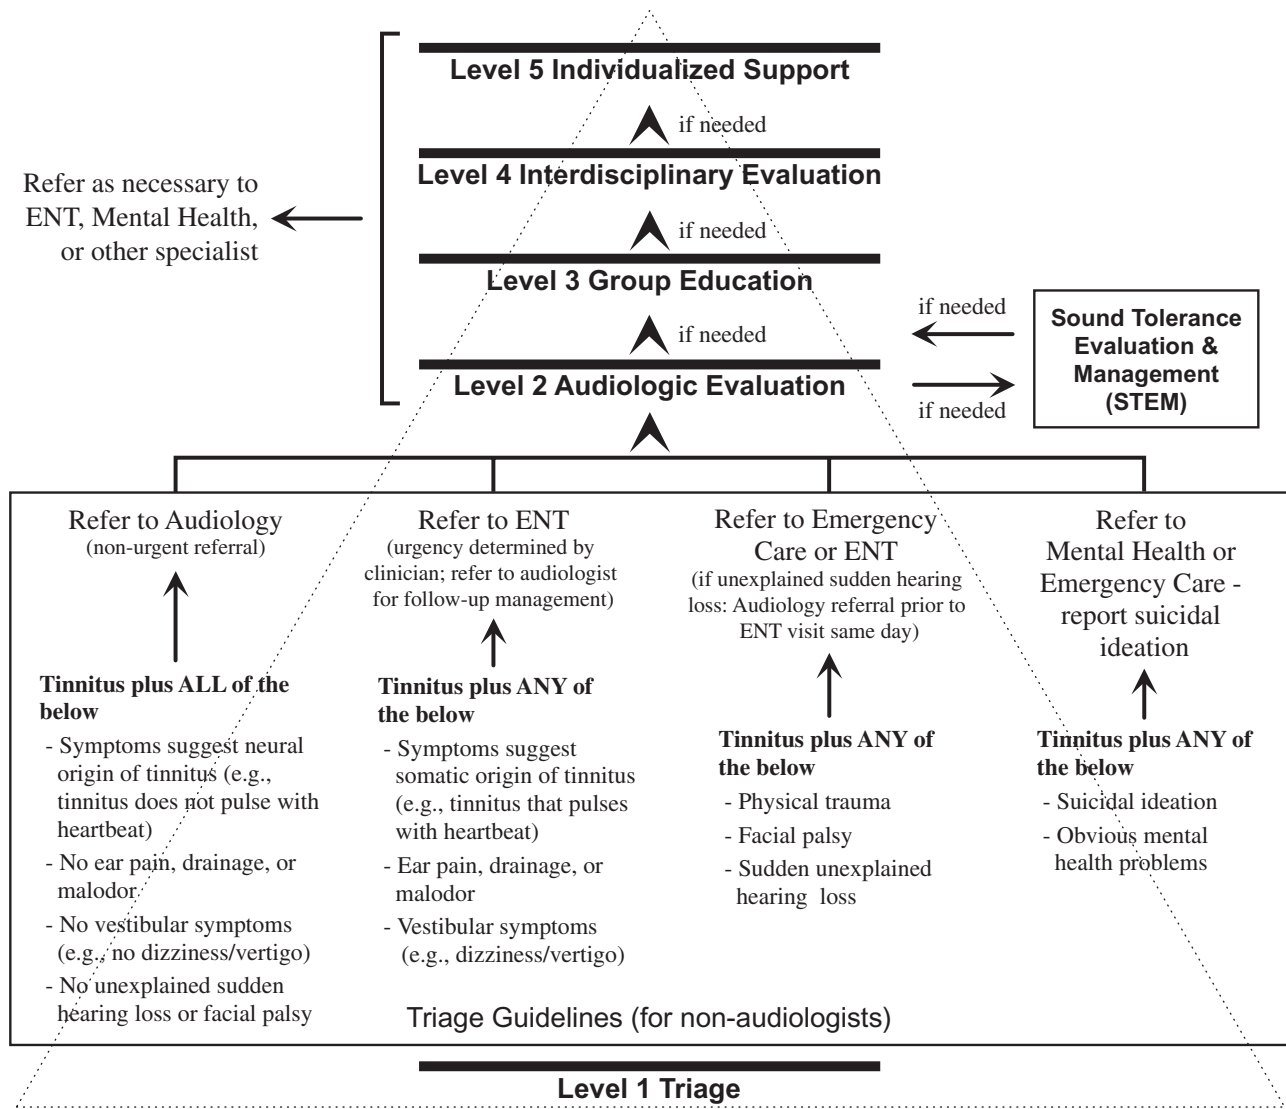 Level 5 Individualized Support
if needed
Level 4 Interdisciplinary Evaluation
Refer as necessary to
ENT, Mental Health,
or other specialist
if needed
Level 3 Group Education
if needed
Level 2 Audiologic Evaluation
if needed
if needed
Sound Tolerance
Evaluation &
Management
(STEM)
Refer to Audiology
(non-urgent referral)
Tinnitus plus ALL of the
below
- Symptoms suggest neural
origin of tinnitus (e.g.,
tinnitus does not pulse with
heartbeat)
- No ear pain, drainage, or
malodor
- No vestibular symptoms
(e.g., no dizziness/vertigo)
- No unexplained sudden
hearing loss or facial palsy
Refer to ENT
(urgency determined by
clinician; refer to audiologist
for follow-up management)
Tinnitus plus ANY of
the below
- Symptoms suggest
somatic origin of tinnitus
(e.g., tinnitus that pulses
with heartbeat)
- Ear pain, drainage, or
malodor
- Vestibular symptoms
(e.g., dizziness/vertigo)
Refer to Emergency
Care or ENT
(if unexplained sudden hearing
loss: Audiology referral prior to
ENT visit same day)
Tinnitus plus ANY of
the below
- Physical trauma
- Facial palsy
- Sudden unexplained
hearing loss
Refer to
Mental Health or
Emergency Care -
report suicidal
ideation
Tinnitus plus ANY of
the below
- Suicidal ideation
- Obvious mental
health problems
Triage Guidelines (for non-audiologists)
Level 1 Triage